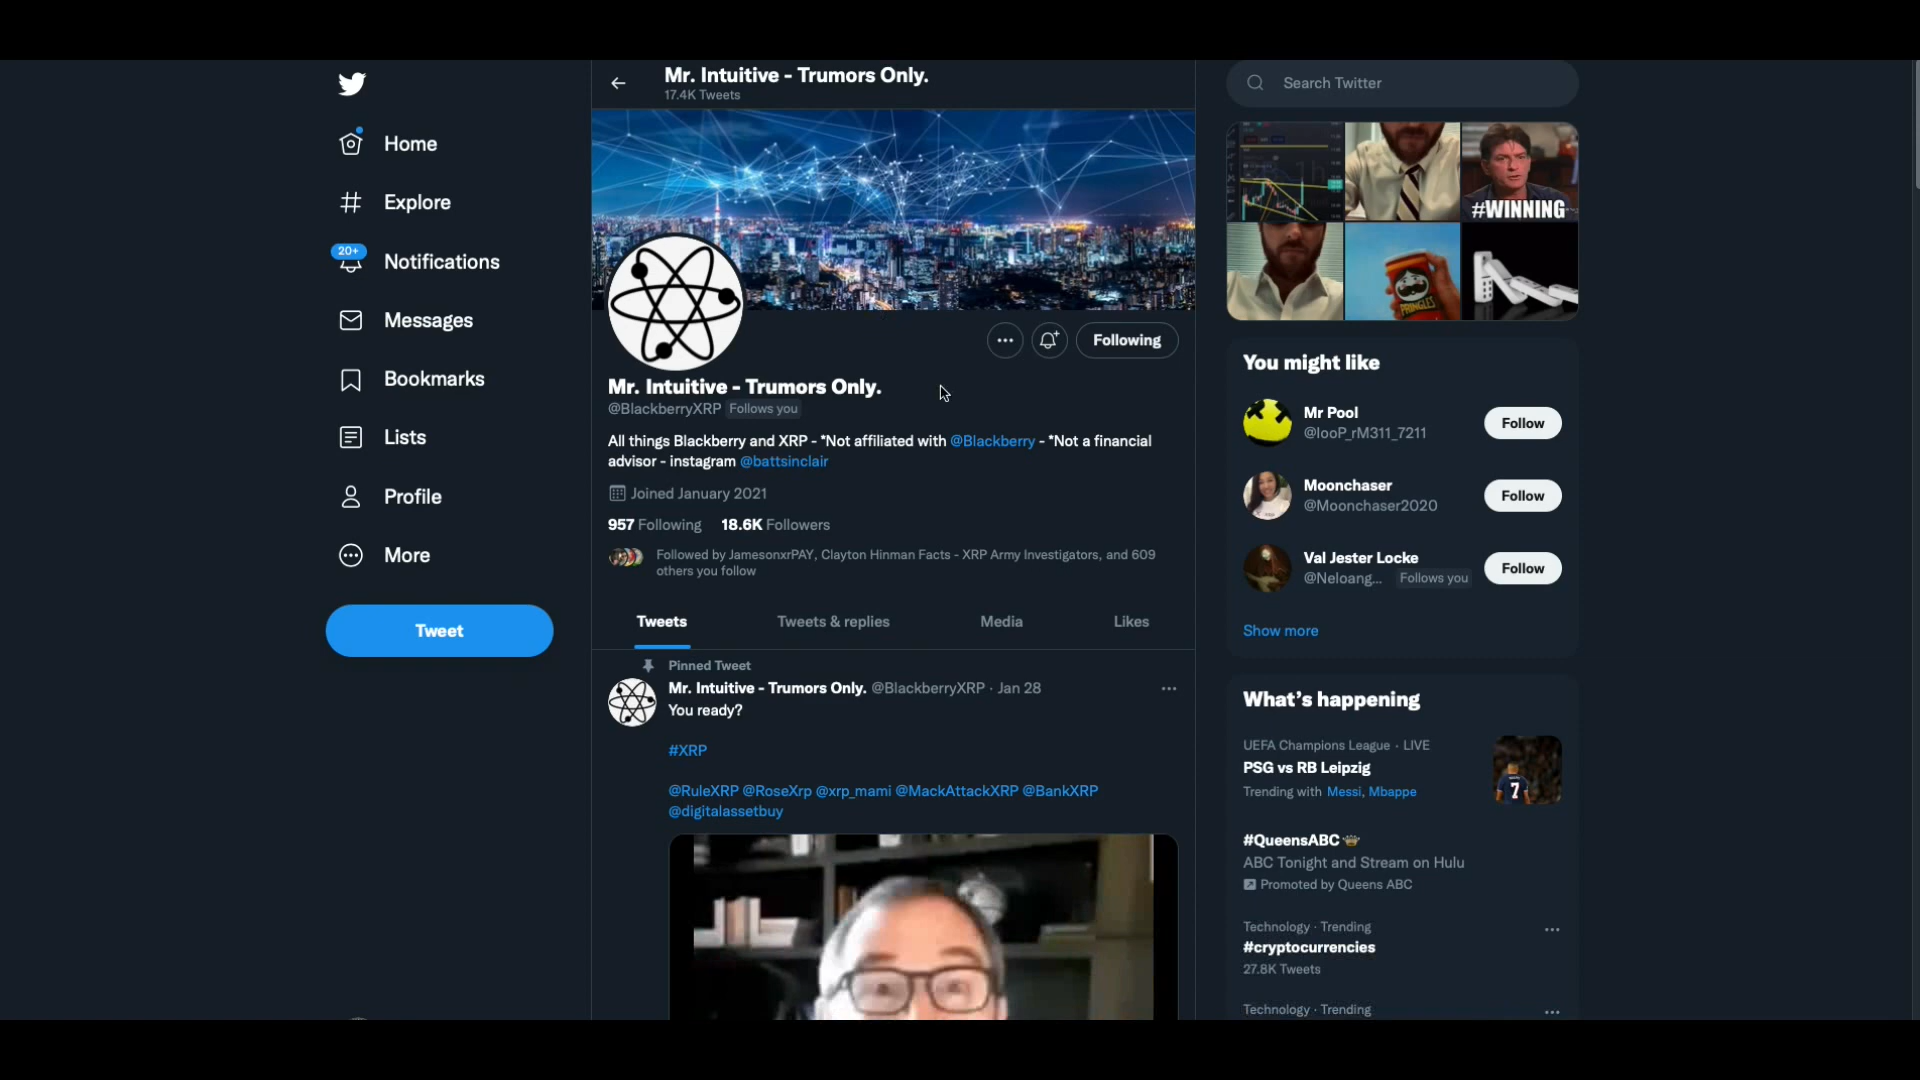 Home
Explore
20+
Notifications
Messages
Bookmarks
Lists
Profile
More
Tweet
Mr. Intuitive - Trumors Only.
17.4K Tweets
Following
Mr. Intuitive - Trumors Only.
@BlackberryXRP Follows you
All things Blackberry and XRP - *Not affiliated with @Blackberry - *Not a financial
advisor - instagram @battsinclair
Joined January 2021
957 Following 18.6K Followers
Followed by JamesonxrPAY, Clayton Hinman Facts - XRP Army Investigators, and 609
others you follow
Tweets Tweets & replies Media Likes
Pinned Tweet
Mr. Intuitive - Trumors Only. @BlackberryXRP · Jan 28
You ready?
#XRP
@RuleXRP @RoseXrp @xrp_mami @MackAttackXRP @BankXRP
@digitalassetbuy
Search Twitter
#WINNING
PRINGLES
You might like
Mr Pool
@looP_rM311_7211
Follow
Moonchaser
@Moonchaser2020
Follow
Val Jester Locke
@Neloang... Follows you
Follow
Show more
What's happening
UEFA Champions League · LIVE
PSG vs RB Leipzig
Trending with Messi, Mbappe
7
#QueensABC
ABC Tonight and Stream on Hulu
Promoted by Queens ABC
Technology · Trending
#cryptocurrencies
27.8K Tweets
Technology · Trending